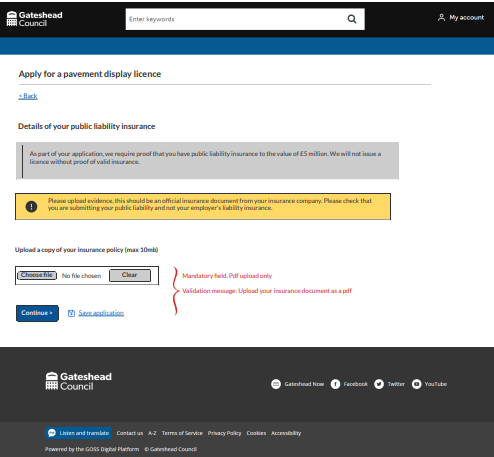 Gateshead
Council
Enter keywords
My account
Apply for a pavement display licence
< Back
Details of your public liability insurance
As part of your application, we require proof that you have public liability insurance to the value of £5 million. We will not issue a
licence without proof of valid insurance.
Please upload evidence, this should be an official insurance document from your insurance company. Please check that
you are submitting your public liability and not your employer's liability insurance.
Upload a copy of your insurance policy (max 10mb)
Choose file No file chosen Clear
Mandatory field. Pdf upload only
Validation message: Upload your insurance document as a pdf
Continue > Save application
Gateshead
Council
Gateshead Now Facebook Twitter YouTube
Listen and translate Contact us A-Z Terms of Service Privacy Policy Cookies Accessibility
Powered by the GOSS Digital Platform © Gateshead Council